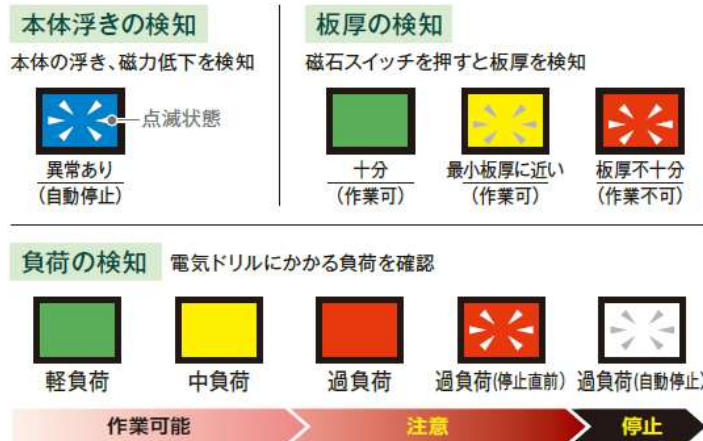 本体浮きの検知
本体の浮き、磁力低下を検知
点滅状態
異常あり
(自動停止)
板厚の検知
磁石スイッチを押すと板厚を検知
十分
(作業可)
最小板厚に近い
(作業可)
板厚不十分
(作業不可)
負荷の検知 電気ドリルにかかる負荷を確認
軽負荷 中負荷 過負荷 過負荷(停止直前) 過負荷(自動停止)
作業可能 注意 停止